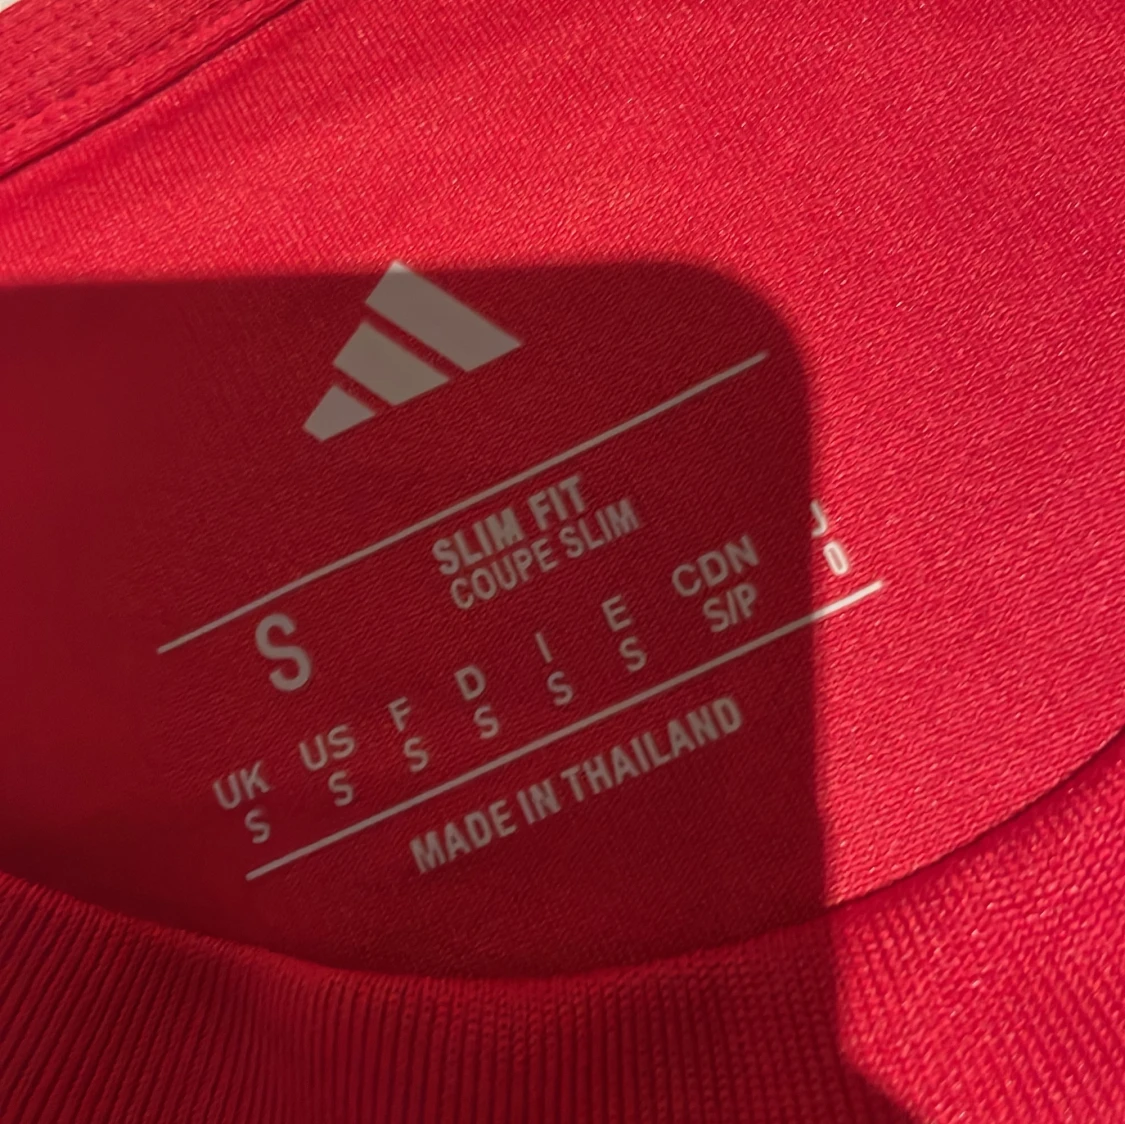 SLIM FIT
COUPE SLIM
S
UK US F D I E CDN J
S S S S S S S/P O
MADE IN THAILAND